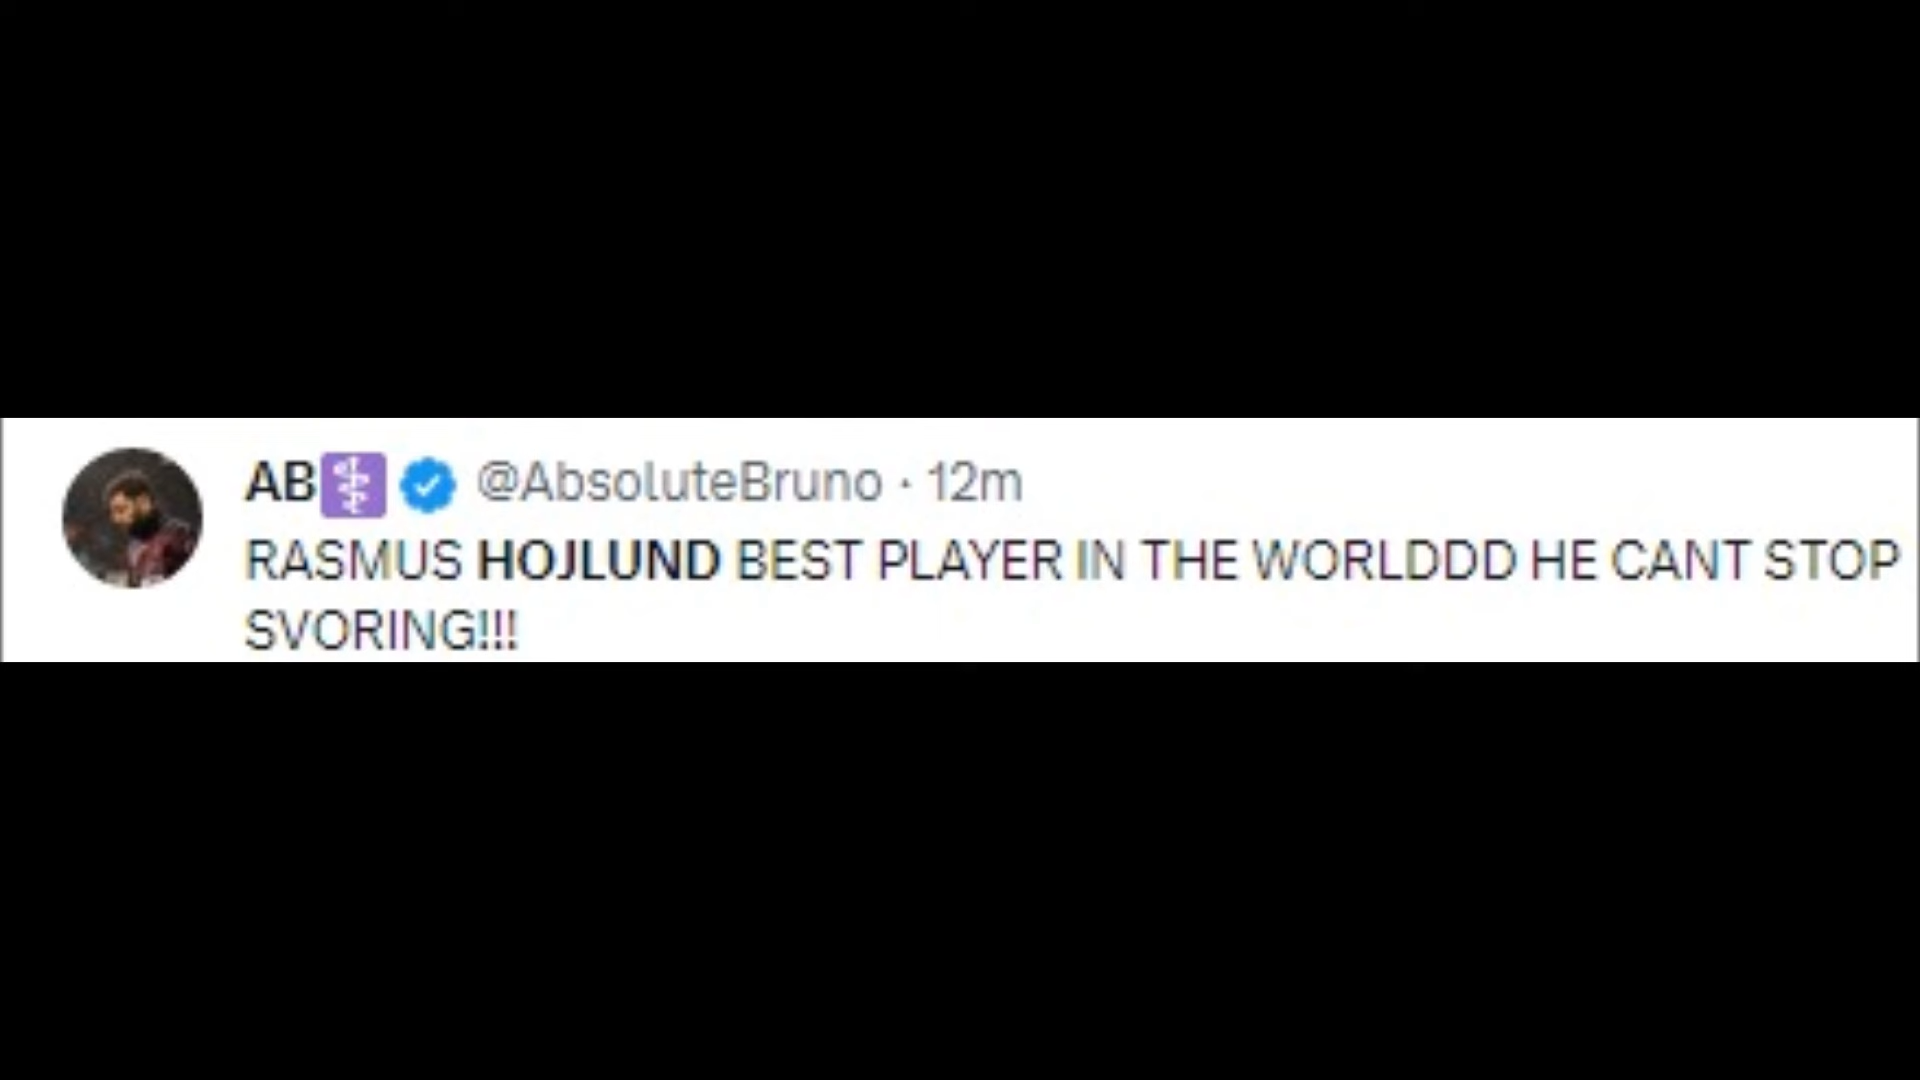 AB⚕️ @AbsoluteBruno · 12m
RASMUS HOJLUND BEST PLAYER IN THE WORLDDD HE CANT STOP
SVORING!!!